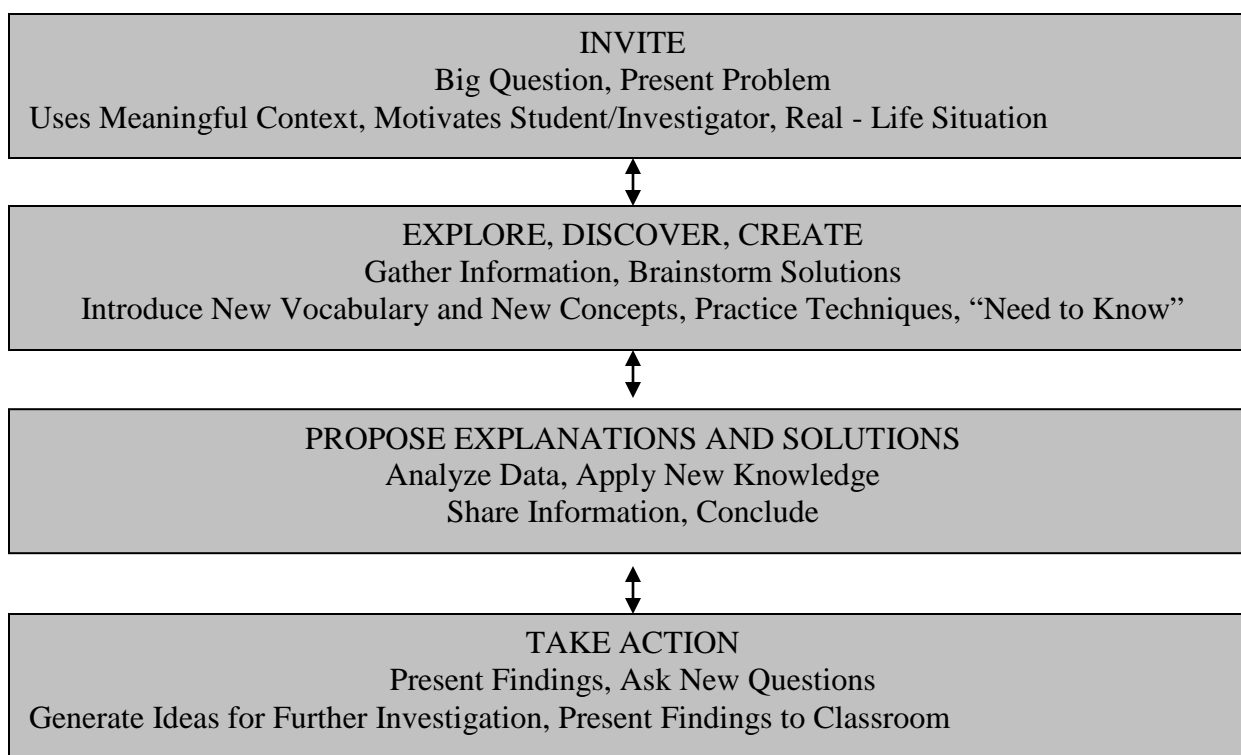 INVITE
Big Question, Present Problem
Uses Meaningful Context, Motivates Student/Investigator, Real - Life Situation
EXPLORE, DISCOVER, CREATE
Gather Information, Brainstorm Solutions
Introduce New Vocabulary and New Concepts, Practice Techniques, “Need to Know”
PROPOSE EXPLANATIONS AND SOLUTIONS
Analyze Data, Apply New Knowledge
Share Information, Conclude
TAKE ACTION
Present Findings, Ask New Questions
Generate Ideas for Further Investigation, Present Findings to Classroom